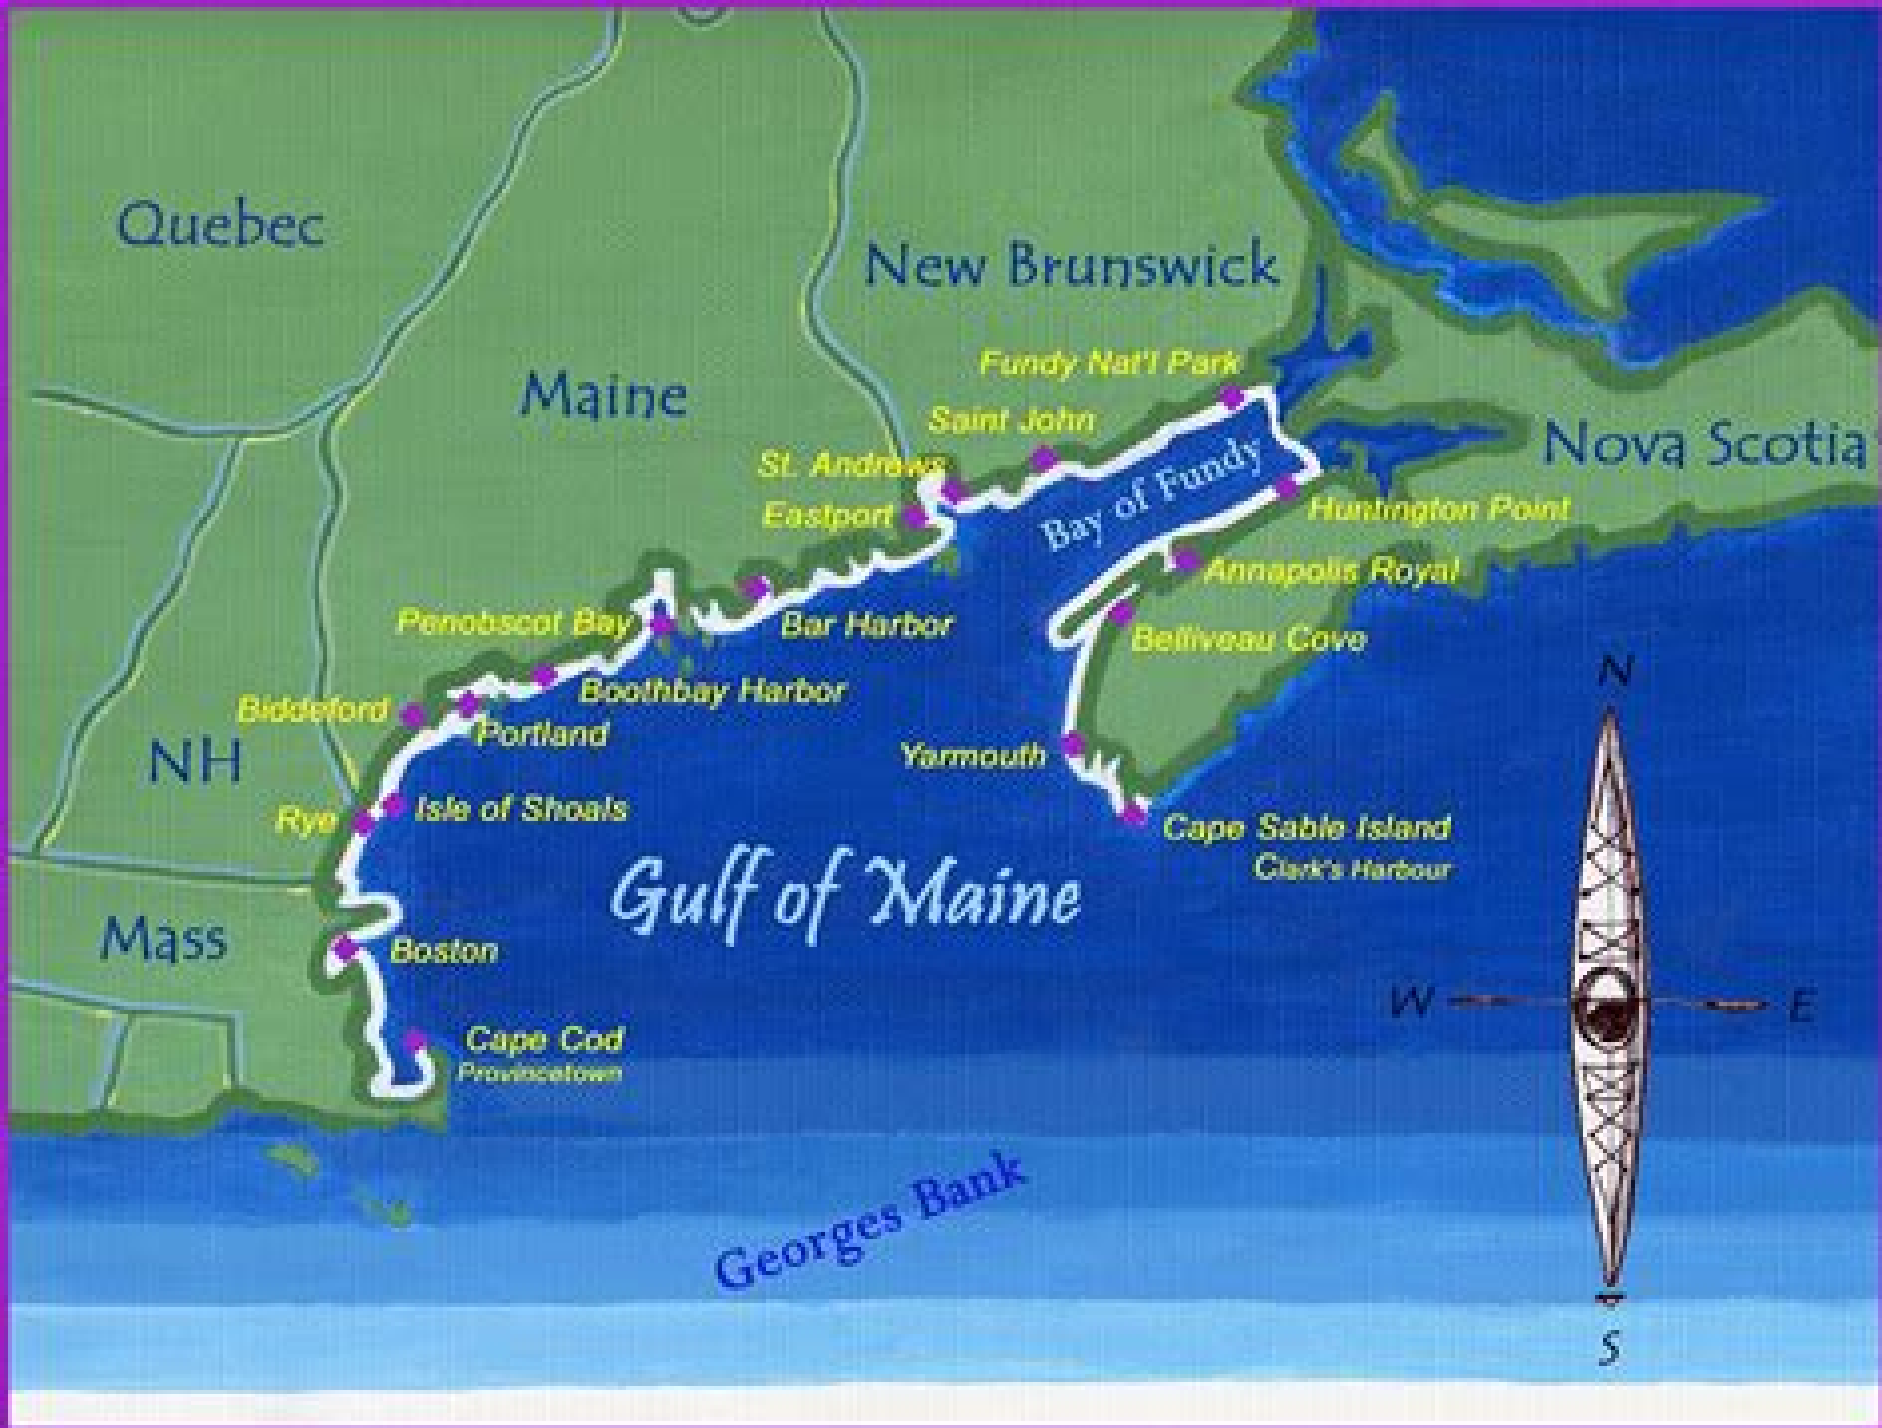 Quebec
New Brunswick
Fundy Nat'l Park
Maine
Saint John
Nova Scotia
St. Andrews
Bay of Fundy
Eastport
Huntington Point
Annapolis Royal
Penobscot Bay
Bar Harbor
Belliveau Cove
N
Boothbay Harbor
Biddeford
Portland
NH
Yarmouth
Rye
Isle of Shoals
Cape Sable Island
Clark's Harbour
Gulf of Maine
Mass
Boston
W
E
Cape Cod
Provincetown
Georges Bank
S